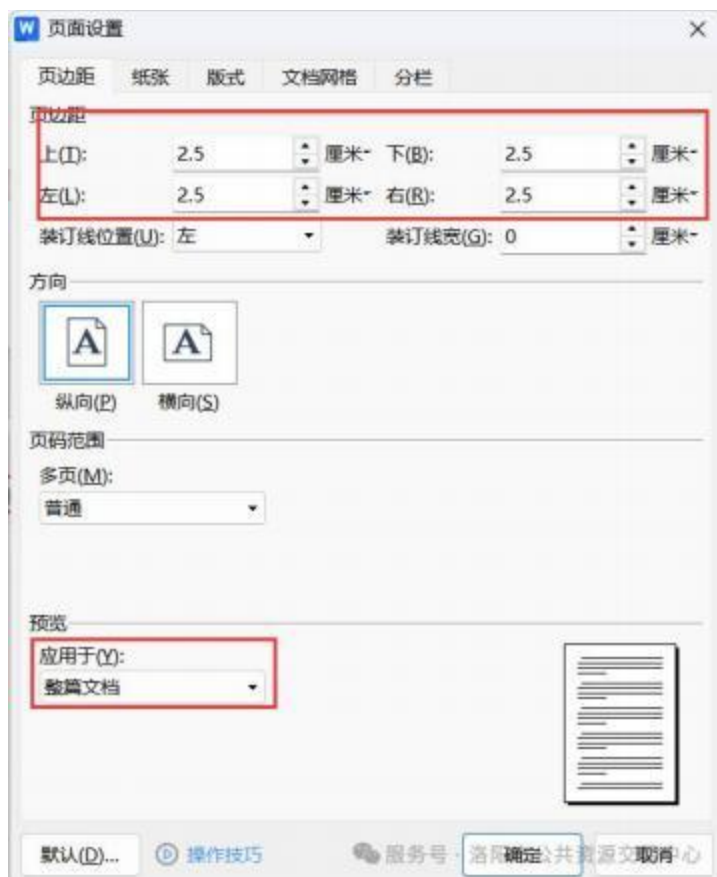 W 页面设置
页边距 纸张 版式 文档网格 分栏
页边距
上(T): 2.5 厘米 下(B): 2.5 厘米
左(L): 2.5 厘米 右(R): 2.5 厘米
装订线位置(U): 左 装订线宽(G): 0 厘米
方向
A A
纵向(P) 横向(S)
页码范围
多页(M):
普通
预览
应用于(Y):
整篇文档
默认(D)... 操作技巧 确定 取消
服务号·洛阳 公共资源交 中心